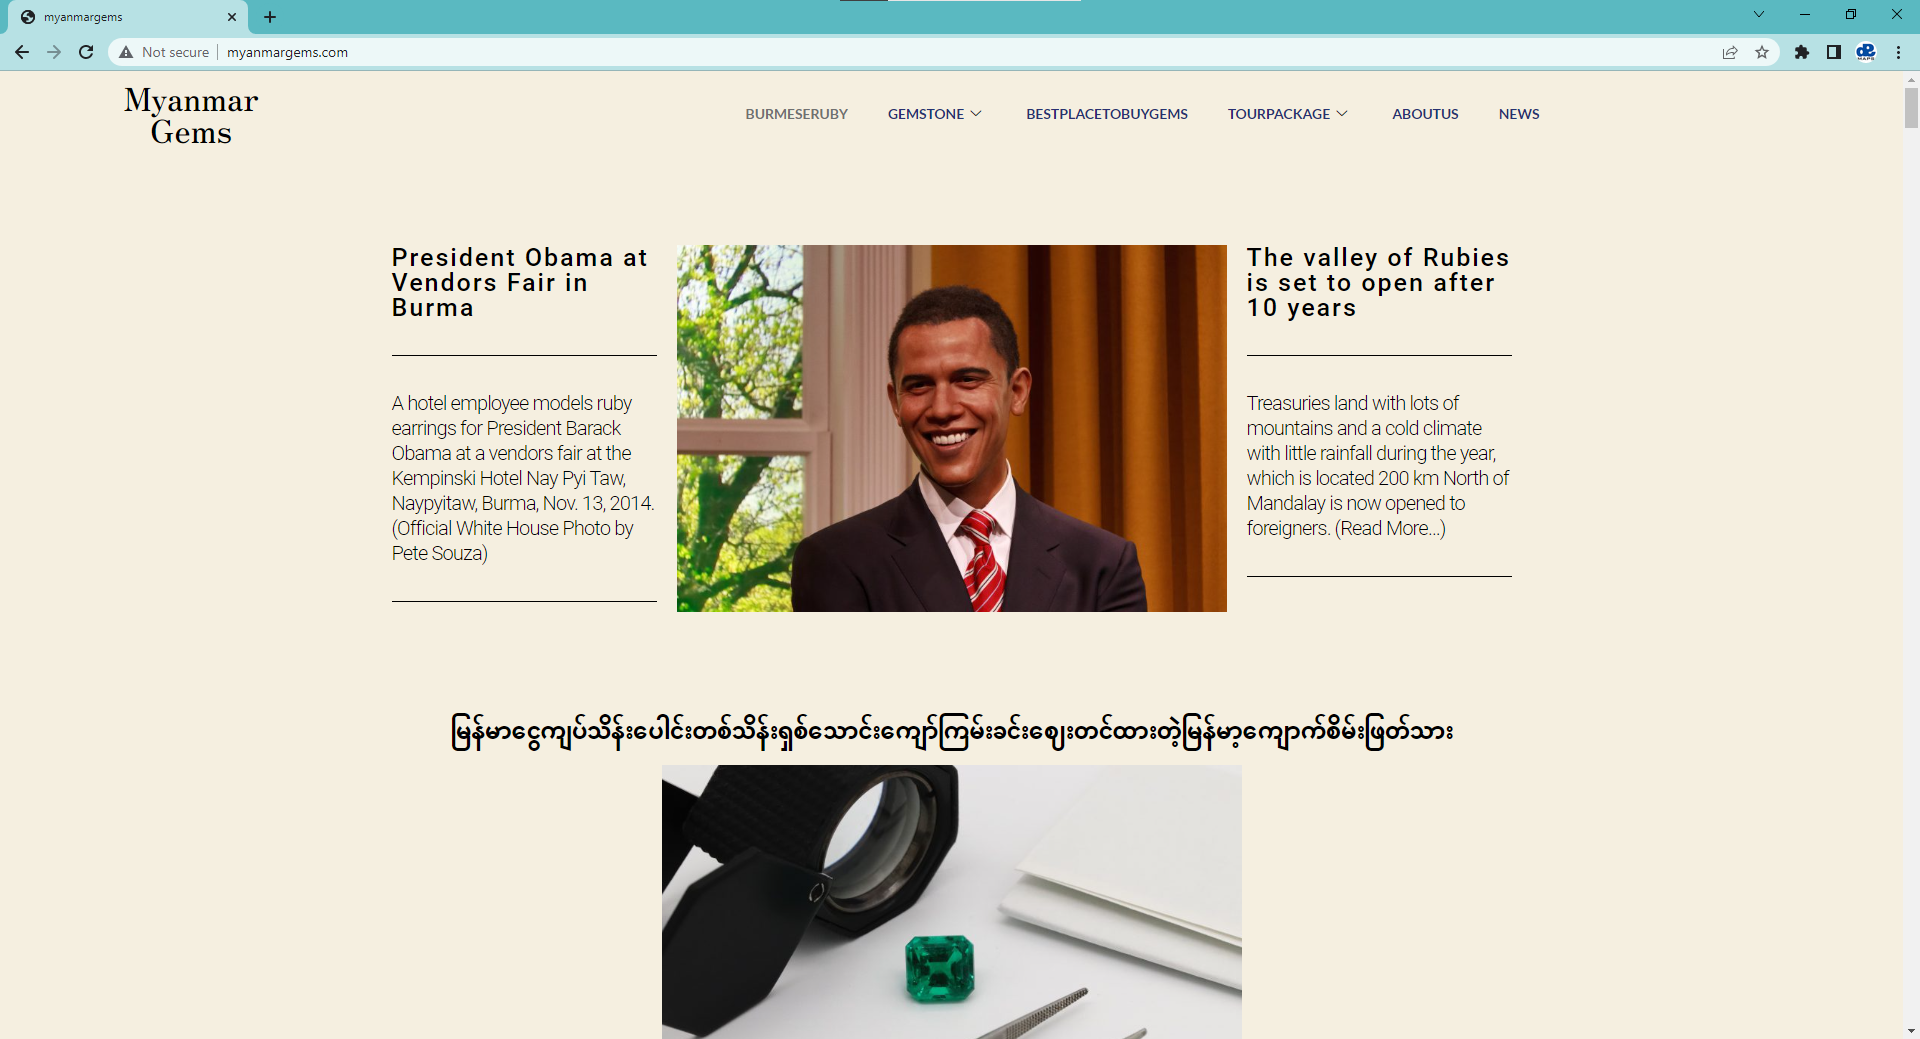 myanmargems
Not secure
myanmargems.com
Myanmar
Gems
BURMESERUBY
GEMSTONE
BESTPLACETOBUYGEMS
TOURPACKAGE
ABOUTUS
NEWS
President Obama at
Vendors Fair in
Burma
A hotel employee models ruby
earrings for President Barack
Obama at a vendors fair at the
Kempinski Hotel Nay Pyi Taw,
Naypyitaw, Burma, Nov. 13, 2014.
(Official White House Photo by
Pete Souza)
The valley of Rubies
is set to open after
10 years
Treasuries land with lots of
mountains and a cold climate
with little rainfall during the year,
which is located 200 km North of
Mandalay is now opened to
foreigners. (Read More...)
မြန်မာငွေကျပ်သိန်းပေါင်းတစ်သိန်းရှစ်သောင်းကျော်ကြမ်းခင်းဈေးတင်ထားတဲ့မြန်မာ့ကျောက်စိမ်းဖြတ်သား